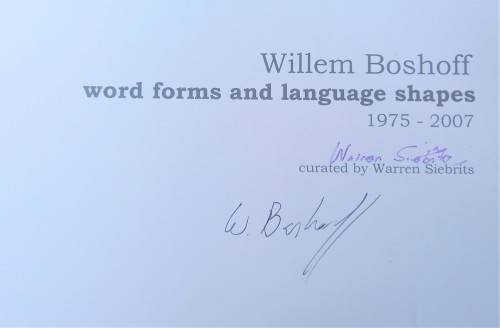 Willem Boshoff
word forms and language shapes
1975 - 2007
Warren Siebrits
curated by Warren Siebrits
W. Boshoff